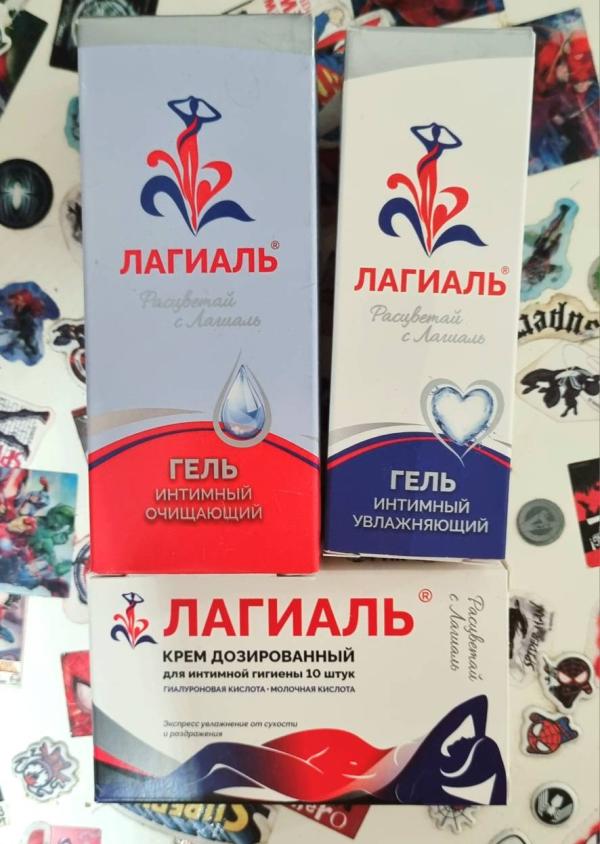 ЛАГИАЛЬ®
Расцветай
с Лагиаль
ГЕЛЬ
ИНТИМНЫЙ
ОЧИЩАЮЩИЙ
ЛАГИАЛЬ®
Расцветай
с Лагиаль
ГЕЛЬ
ИНТИМНЫЙ
УВЛАЖНЯЮЩИЙ
ЛАГИАЛЬ®
Расцветай
с Лагиаль
КРЕМ ДОЗИРОВАННЫЙ
для интимной гигиены 10 штук
ГИАЛУРОНОВАЯ КИСЛОТА • МОЛОЧНАЯ КИСЛОТА
Экспресс увлажнение от сухости
и раздражения